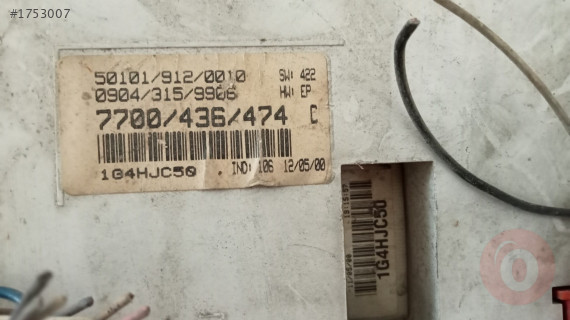 #1753007
50101/912/0010 SW: 422
0904/315/9906 HW: EP
7700/436/474 C
1G4HJC50 IND: 106 12/05/00
1G4HJC50